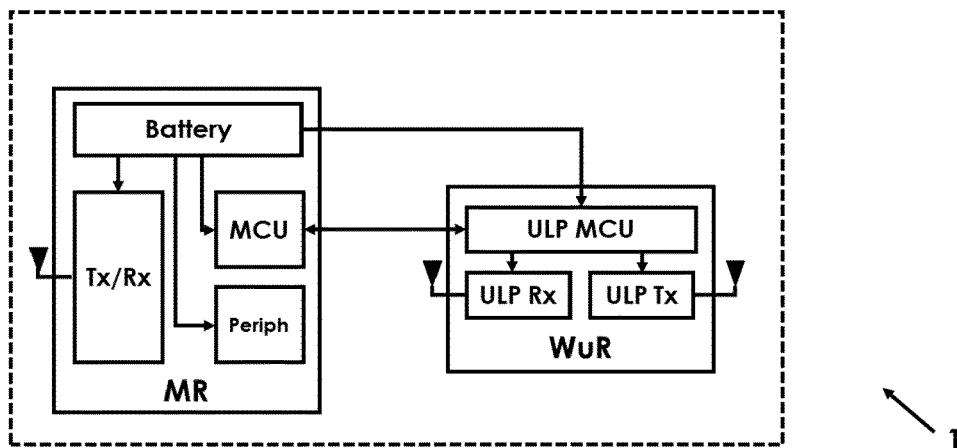 Battery
MCU
ULP MCU
Tx/Rx
ULP Rx
ULP Tx
Periph
WuR
MR
1